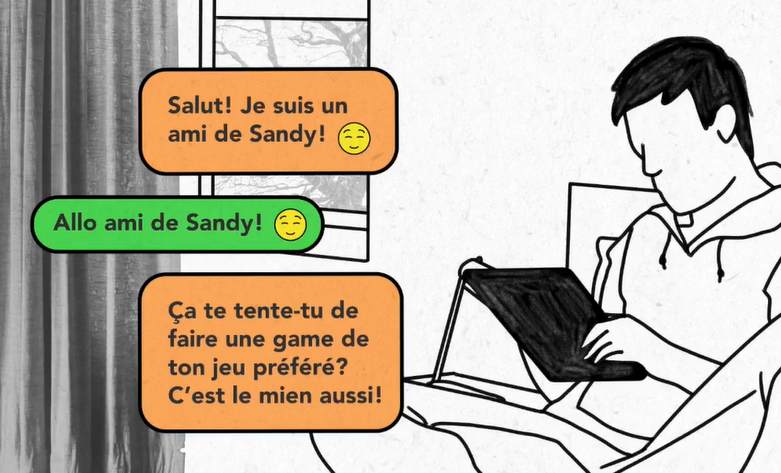 Salut! Je suis un
ami de Sandy! 😌
Allo ami de Sandy! 😌
Ça te tente-tu de
faire une game de
ton jeu préféré?
C'est le mien aussi!